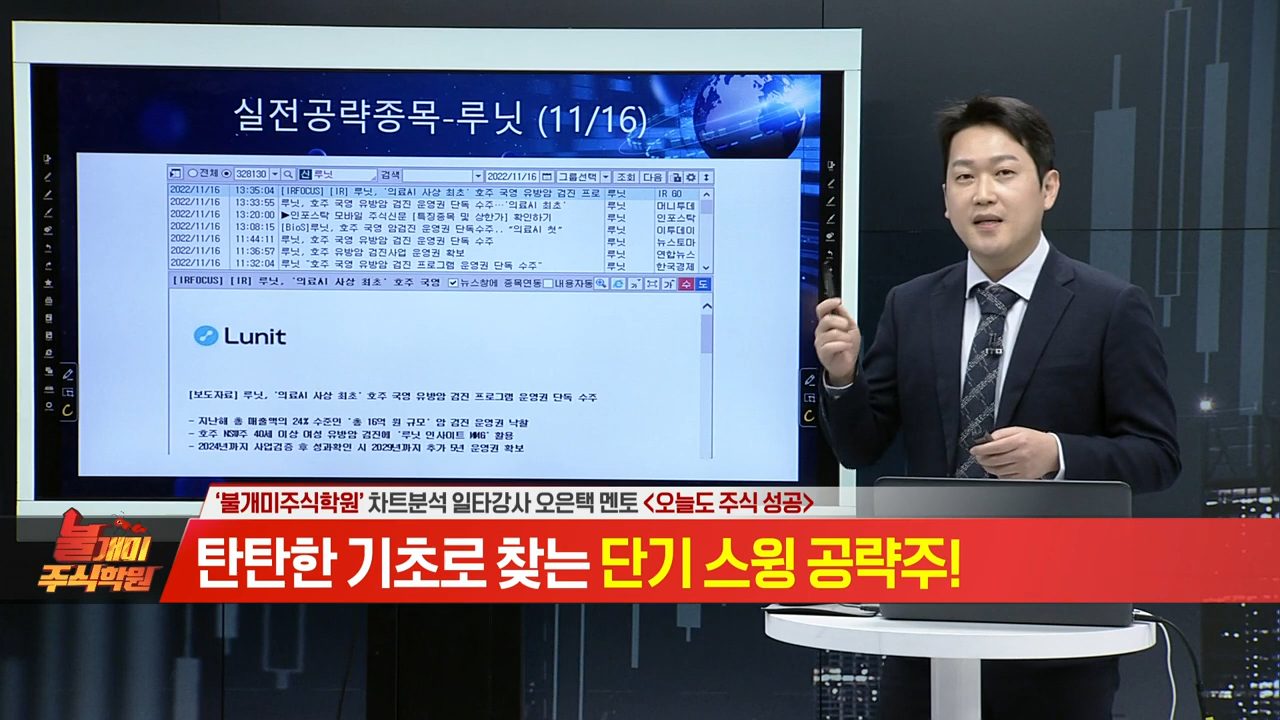 실전공략종목-루닛 (11/16)
전체 328130 신 루닛 검색 2022/11/16 그룹선택 조회 다음
2022/11/16 13:35:04 [IRFOCUS] [IR] 루닛, '의료AI 사상 최초' 호주 국영 유방암 검진 프로 루닛 IR GO
2022/11/16 13:33:55 루닛, 호주 국영 유방암 검진 운영권 단독 수주…'의료AI 최초' 루닛 머니투데
2022/11/16 13:20:00 ▶인포스탁 모바일 주식신문 [특징종목 및 상한가] 확인하기 루닛 인포스탁
2022/11/16 13:08:15 [BioS]루닛, 호주 국영 암검진 운영권 단독수주.. "의료AI 첫" 루닛 이투데이
2022/11/16 11:44:11 루닛, 호주 국영 유방암 검진 운영권 단독 수주 루닛 뉴스토마
2022/11/16 11:36:57 루닛, 호주 유방암 검진사업 운영권 확보 루닛 연합뉴스
2022/11/16 11:32:04 루닛 "호주 국영 유방암 검진 프로그램 운영권 단독 수주" 루닛 한국경제
[IRFOCUS] [IR] 루닛, '의료AI 사상 최초' 호주 국영 뉴스창에 종목연동 내용자동 가 가 수 도
Lunit
[보도자료] 루닛, '의료AI 사상 최초' 호주 국영 유방암 검진 프로그램 운영권 단독 수주
- 지난해 총 매출액의 24% 수준인 '총 16억 원 규모' 암 검진 운영권 낙찰
- 호주 NSW주 40세 이상 여성 유방암 검진에 '루닛 인사이트 MMG' 활용
- 2024년까지 사업검증 후 성과확인 시 2029년까지 추가 5년 운영권 확보
'불개미주식학원' 차트분석 일타강사 오은택 멘토 <오늘도 주식 성공>
불개미
주식학원
탄탄한 기초로 찾는 단기 스윙 공략주!